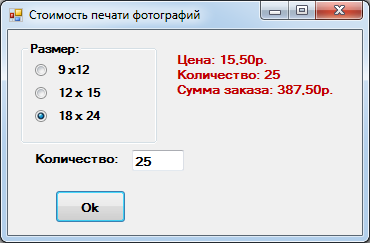 Стоимость печати фотографий
Размер:
9 x12
12 x 15
18 x 24
Цена: 15,50р.
Количество: 25
Сумма заказа: 387,50р.
Количество: 25
Ok